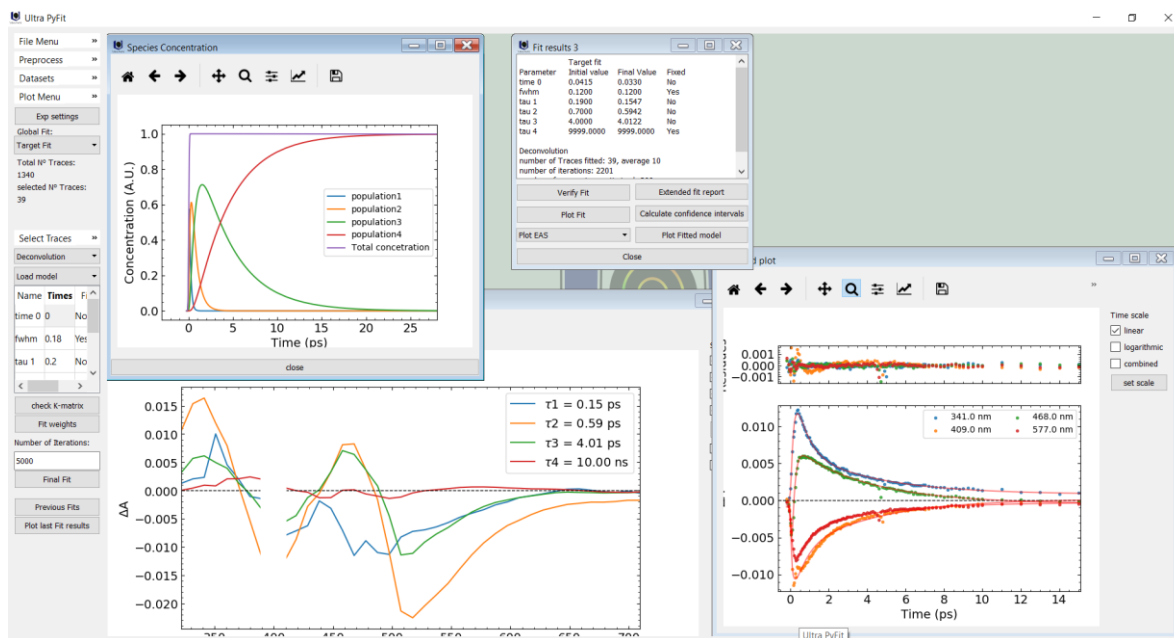 Ultra PyFit
File Menu »
Preprocess »
Datasets »
Plot Menu »
Exp settings
Global Fit:
Target Fit
Total Nº Traces:
1340
selected Nº Traces:
39
Select Traces »
Deconvolution
Load model
Name Times
time 0 0 No
fwhm 0.18 Yes
tau 1 0.2 No
check K-matrix
Fit weights
Number of Iterations:
5000
Final Fit
Previous Fits
Plot last Fit results
Species Concentration
1.0
0.8
0.6
0.4
0.2
0.0
Concentration (A.U.)
population1
population2
population3
population4
Total concetration
0 5 10 15 20 25
Time (ps)
close
Fit results 3
Target fit
Parameter Initial value Final Value Fixed
time 0 0.0415 0.0330 No
fwhm 0.1200 0.1200 Yes
tau 1 0.1900 0.1547 No
tau 2 0.7000 0.5942 No
tau 3 4.0000 4.0122 No
tau 4 9999.0000 9999.0000 Yes
Deconvolution
number of Traces fitted: 39, average 10
number of iterations: 2201
Verify Fit Extended fit report
Plot Fit Calculate confidence intervals
Plot EAS Plot Fitted model
Close
0.015
0.010
0.005
0.000
−0.005
−0.010
−0.015
−0.020
ΔA
τ1 = 0.15 ps
τ2 = 0.59 ps
τ3 = 4.01 ps
τ4 = 10.00 ns
plot
»
Time scale
linear
logarithmic
combined
set scale
0.001
0.000
−0.001
0.010
0.005
0.000
−0.005
−0.010
341.0 nm 468.0 nm
409.0 nm 577.0 nm
0 2 4 6 8 10 12 14
Time (ps)
Ultra PyFit